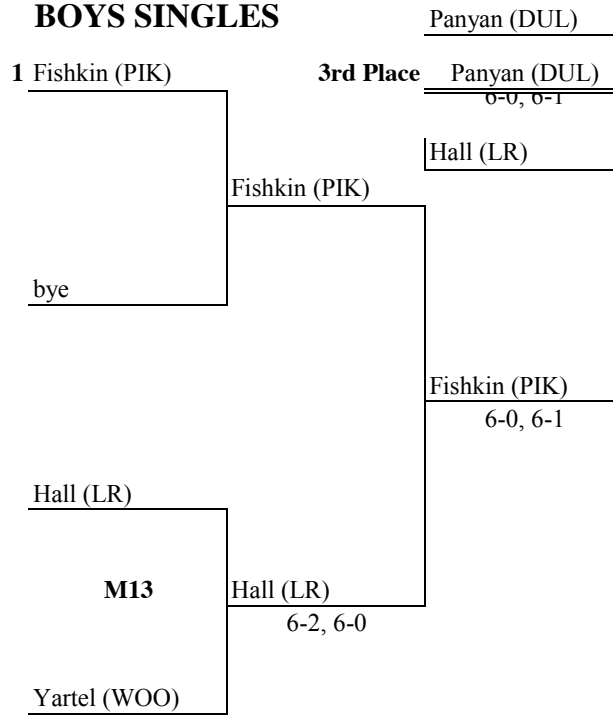 BOYS SINGLES
Panyan (DUL)
1 Fishkin (PIK)
3rd Place
Panyan (DUL)
6-0, 6-1
Hall (LR)
Fishkin (PIK)
bye
Fishkin (PIK)
6-0, 6-1
Hall (LR)
M13
Hall (LR)
6-2, 6-0
Yartel (WOO)